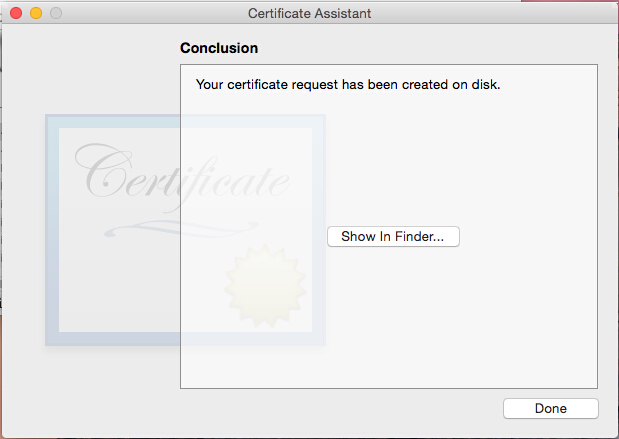 Certificate Assistant
Conclusion
Your certificate request has been created on disk.
Certificate
Show In Finder...
Done